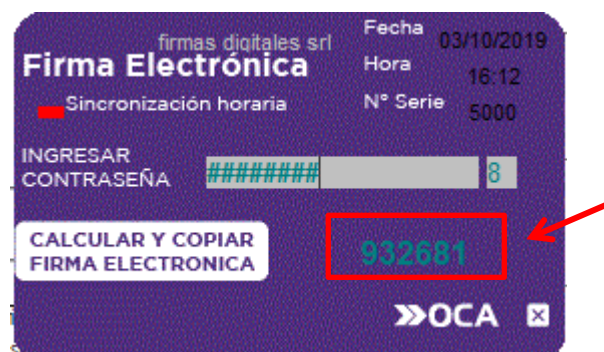 firmas digitales srl
Firma Electrónica
Sincronización horaria
Fecha 03/10/2019
Hora 16:12
N° Serie 5000
INGRESAR
CONTRASEÑA ######## 8
CALCULAR Y COPIAR
FIRMA ELECTRONICA
932681
OCA